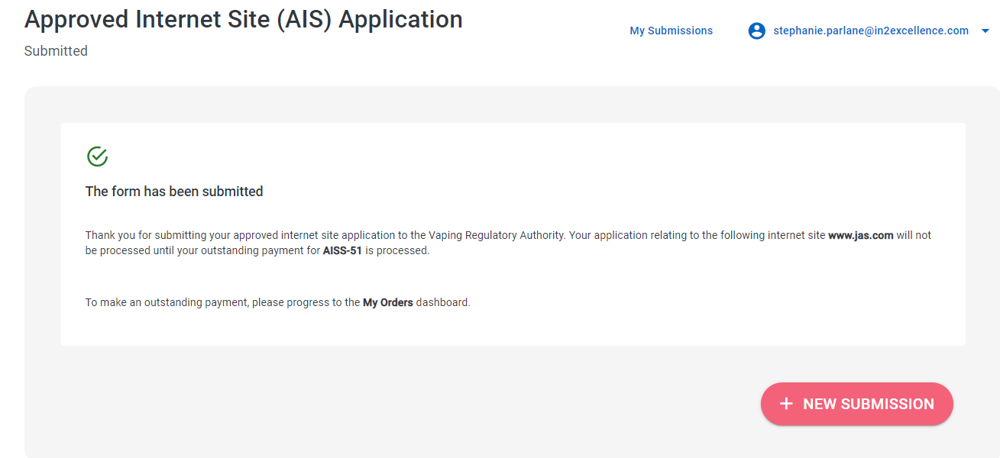 Approved Internet Site (AIS) Application
My Submissions
stephanie.parlane@in2excellence.com
Submitted
The form has been submitted
Thank you for submitting your approved internet site application to the Vaping Regulatory Authority. Your application relating to the following internet site www.jas.com will not
be processed until your outstanding payment for AISS-51 is processed.
To make an outstanding payment, please progress to the My Orders dashboard.
+ NEW SUBMISSION